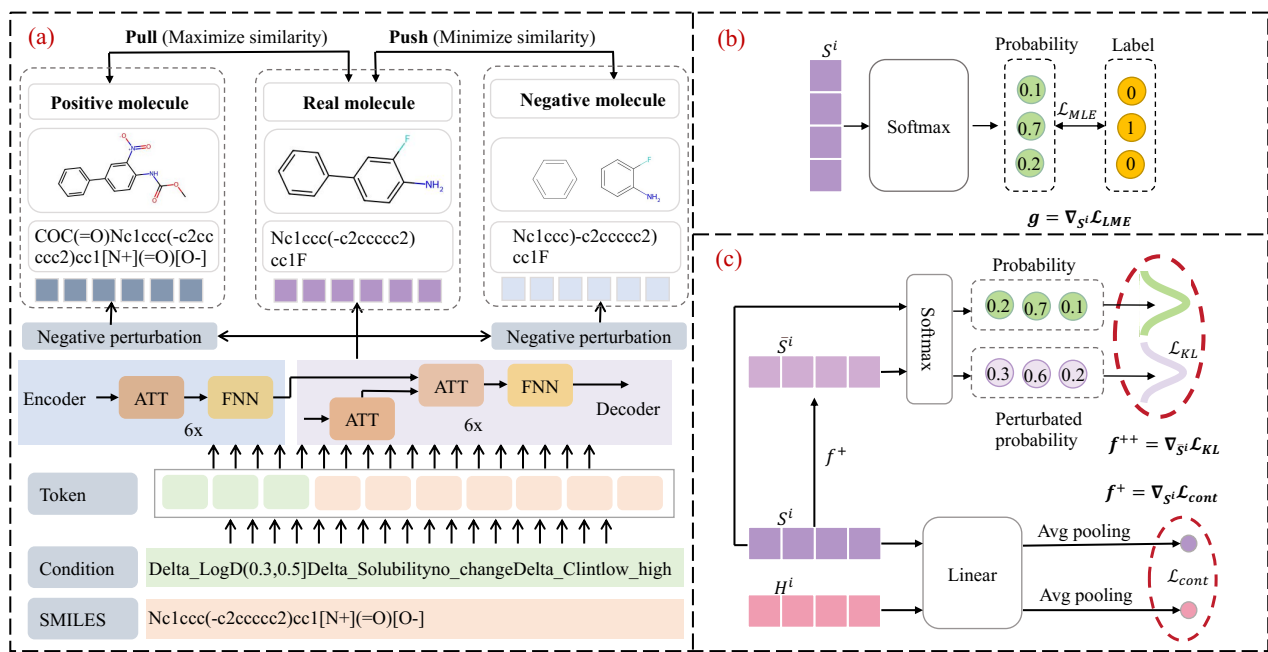 (a)
Pull (Maximize similarity)
Push (Minimize similarity)
Positive molecule
Real molecule
Negative molecule
O-
N+
O
NH
O
O
F
NH2
F
NH2
COC(=O)Nc1ccc(-c2cc
ccc2)cc1[N+](=O)[O-]
Nc1ccc(-c2ccccc2)
cc1F
Nc1ccc)-c2ccccc2)
cc1F
Negative perturbation
Negative perturbation
Encoder
ATT
FNN
6x
ATT
ATT
FNN
6x
Decoder
Token
Condition
Delta_LogD(0.3,0.5]Delta_Solubilityno_changeDelta_Clintlow_high
SMILES
Nc1ccc(-c2ccccc2)cc1[N+](=O)[O-]
(b)
S^i
Softmax
Probability
0.1
0.7
0.2
ℒ_MLE
Label
0
1
0
g = ∇_{S^i} ℒ_LME
(c)
Probability
0.2 0.7 0.1
Softmax
S̄^i
0.3 0.6 0.2
ℒ_KL
Perturbated
probability
f^{++} = ∇_{S̄^i} ℒ_KL
f^+
f^+ = ∇_{S^i} ℒ_cont
S^i
Linear
Avg pooling
ℒ_cont
H^i
Avg pooling